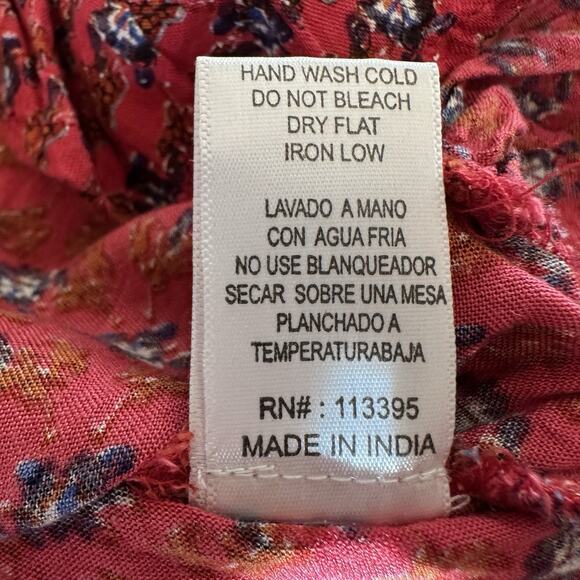 HAND WASH COLD
DO NOT BLEACH
DRY FLAT
IRON LOW
LAVADO A MANO
CON AGUA FRIA
NO USE BLANQUEADOR
SECAR SOBRE UNA MESA
PLANCHADO A
TEMPERATURABAJA
RN# : 113395
MADE IN INDIA